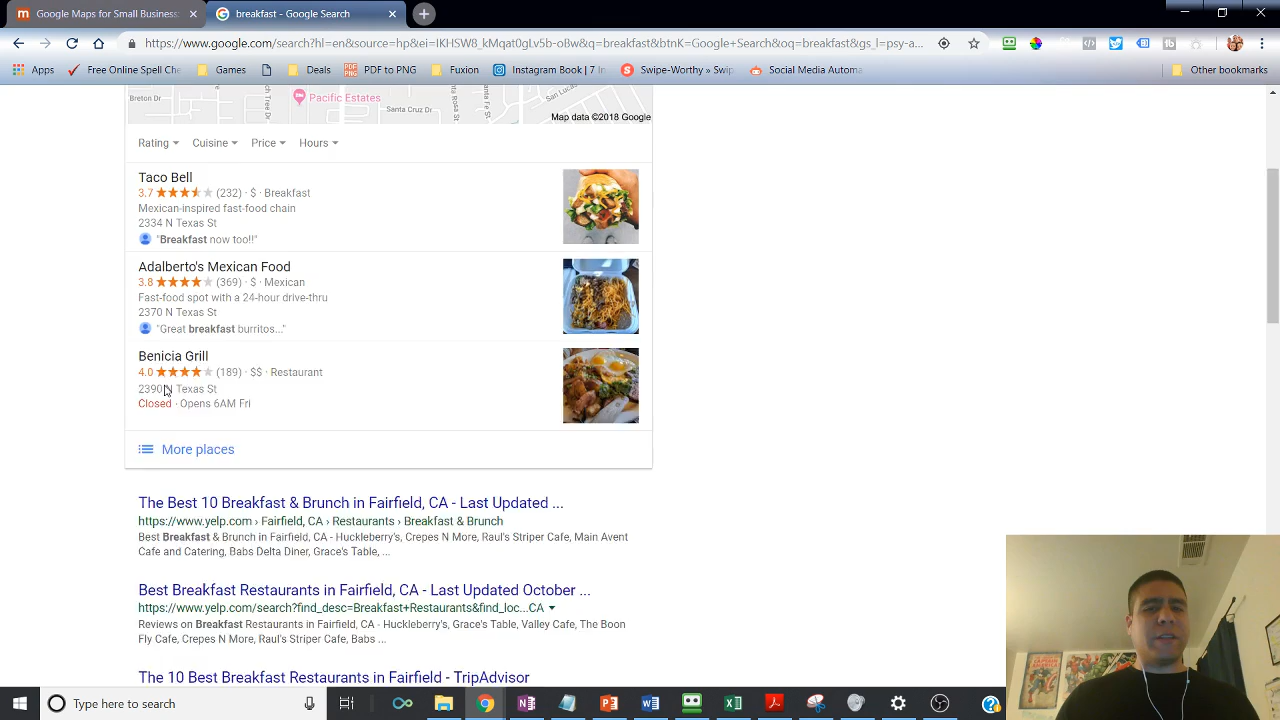 Google Maps for Small Business
breakfast - Google Search
https://www.google.com/search?hl=en&source=hp&ei=HSW8_kMqat0gLv5b-oBw&q=breakfast&btnK=Google+Search&oq=breakfast&gs_l=psy-a...
Apps
Free Online Spell Che
Games
Deals
PDF to PNG
Fuxion
Instagram Book | 7 In
Swipe-Worthy » Swip
Social Media Automa
Other bookmarks
Breton Dr
Pacific Estates
Santa Cruz Dr
San Lucas
Map data ©2018 Google
Rating Cuisine Price Hours
Taco Bell
3.7 (232) · $ · Breakfast
Mexican-inspired fast-food chain
2334 N Texas St
"Breakfast now too!!"
Adalberto's Mexican Food
3.8 (369) · $ · Mexican
Fast-food spot with a 24-hour drive-thru
2370 N Texas St
"Great breakfast burritos..."
Benicia Grill
4.0 (189) · $$ · Restaurant
2390 N Texas St
Closed · Opens 6AM Fri
More places
The Best 10 Breakfast & Brunch in Fairfield, CA - Last Updated ...
https://www.yelp.com › Fairfield, CA › Restaurants › Breakfast & Brunch
Best Breakfast & Brunch in Fairfield, CA - Huckleberry's, Crepes N More, Raul's Striper Cafe, Main Avent
Cafe and Catering, Babs Delta Diner, Grace's Table, ...
Best Breakfast Restaurants in Fairfield, CA - Last Updated October ...
https://www.yelp.com/search?find_desc=Breakfast+Restaurants&find_loc...CA
Reviews on Breakfast Restaurants in Fairfield, CA - Huckleberry's, Grace's Table, Valley Cafe, The Boon
Fly Cafe, Crepes N More, Raul's Striper Cafe, Babs ...
The 10 Best Breakfast Restaurants in Fairfield - TripAdvisor
Type here to search